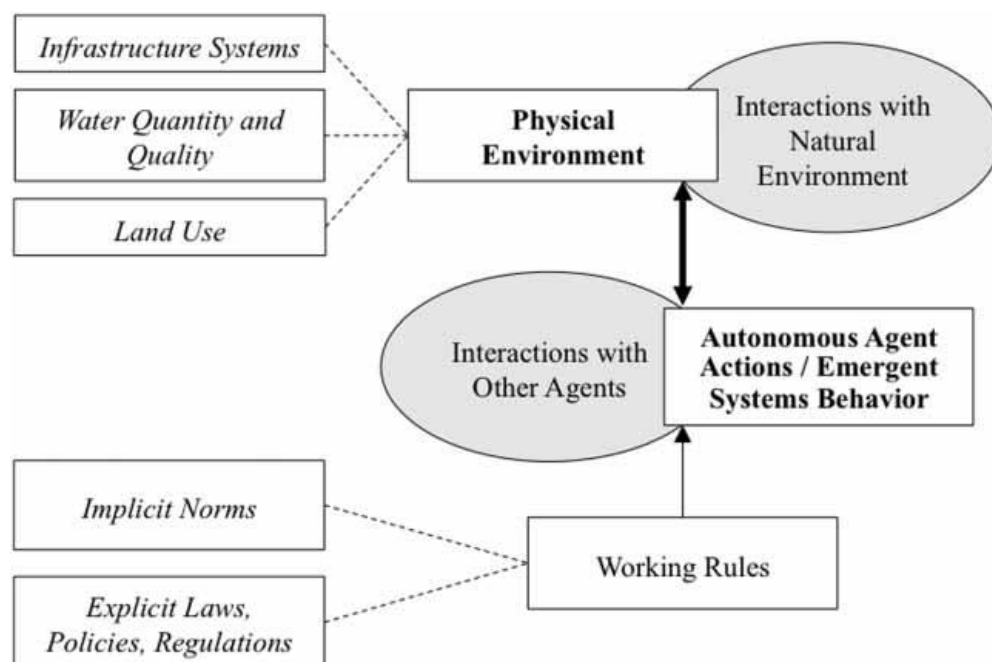 Infrastructure Systems
Water Quantity and
Quality
Land Use
Physical
Environment
Interactions with
Natural
Environment
Interactions with
Other Agents
Autonomous Agent
Actions / Emergent
Systems Behavior
Implicit Norms
Explicit Laws,
Policies, Regulations
Working Rules